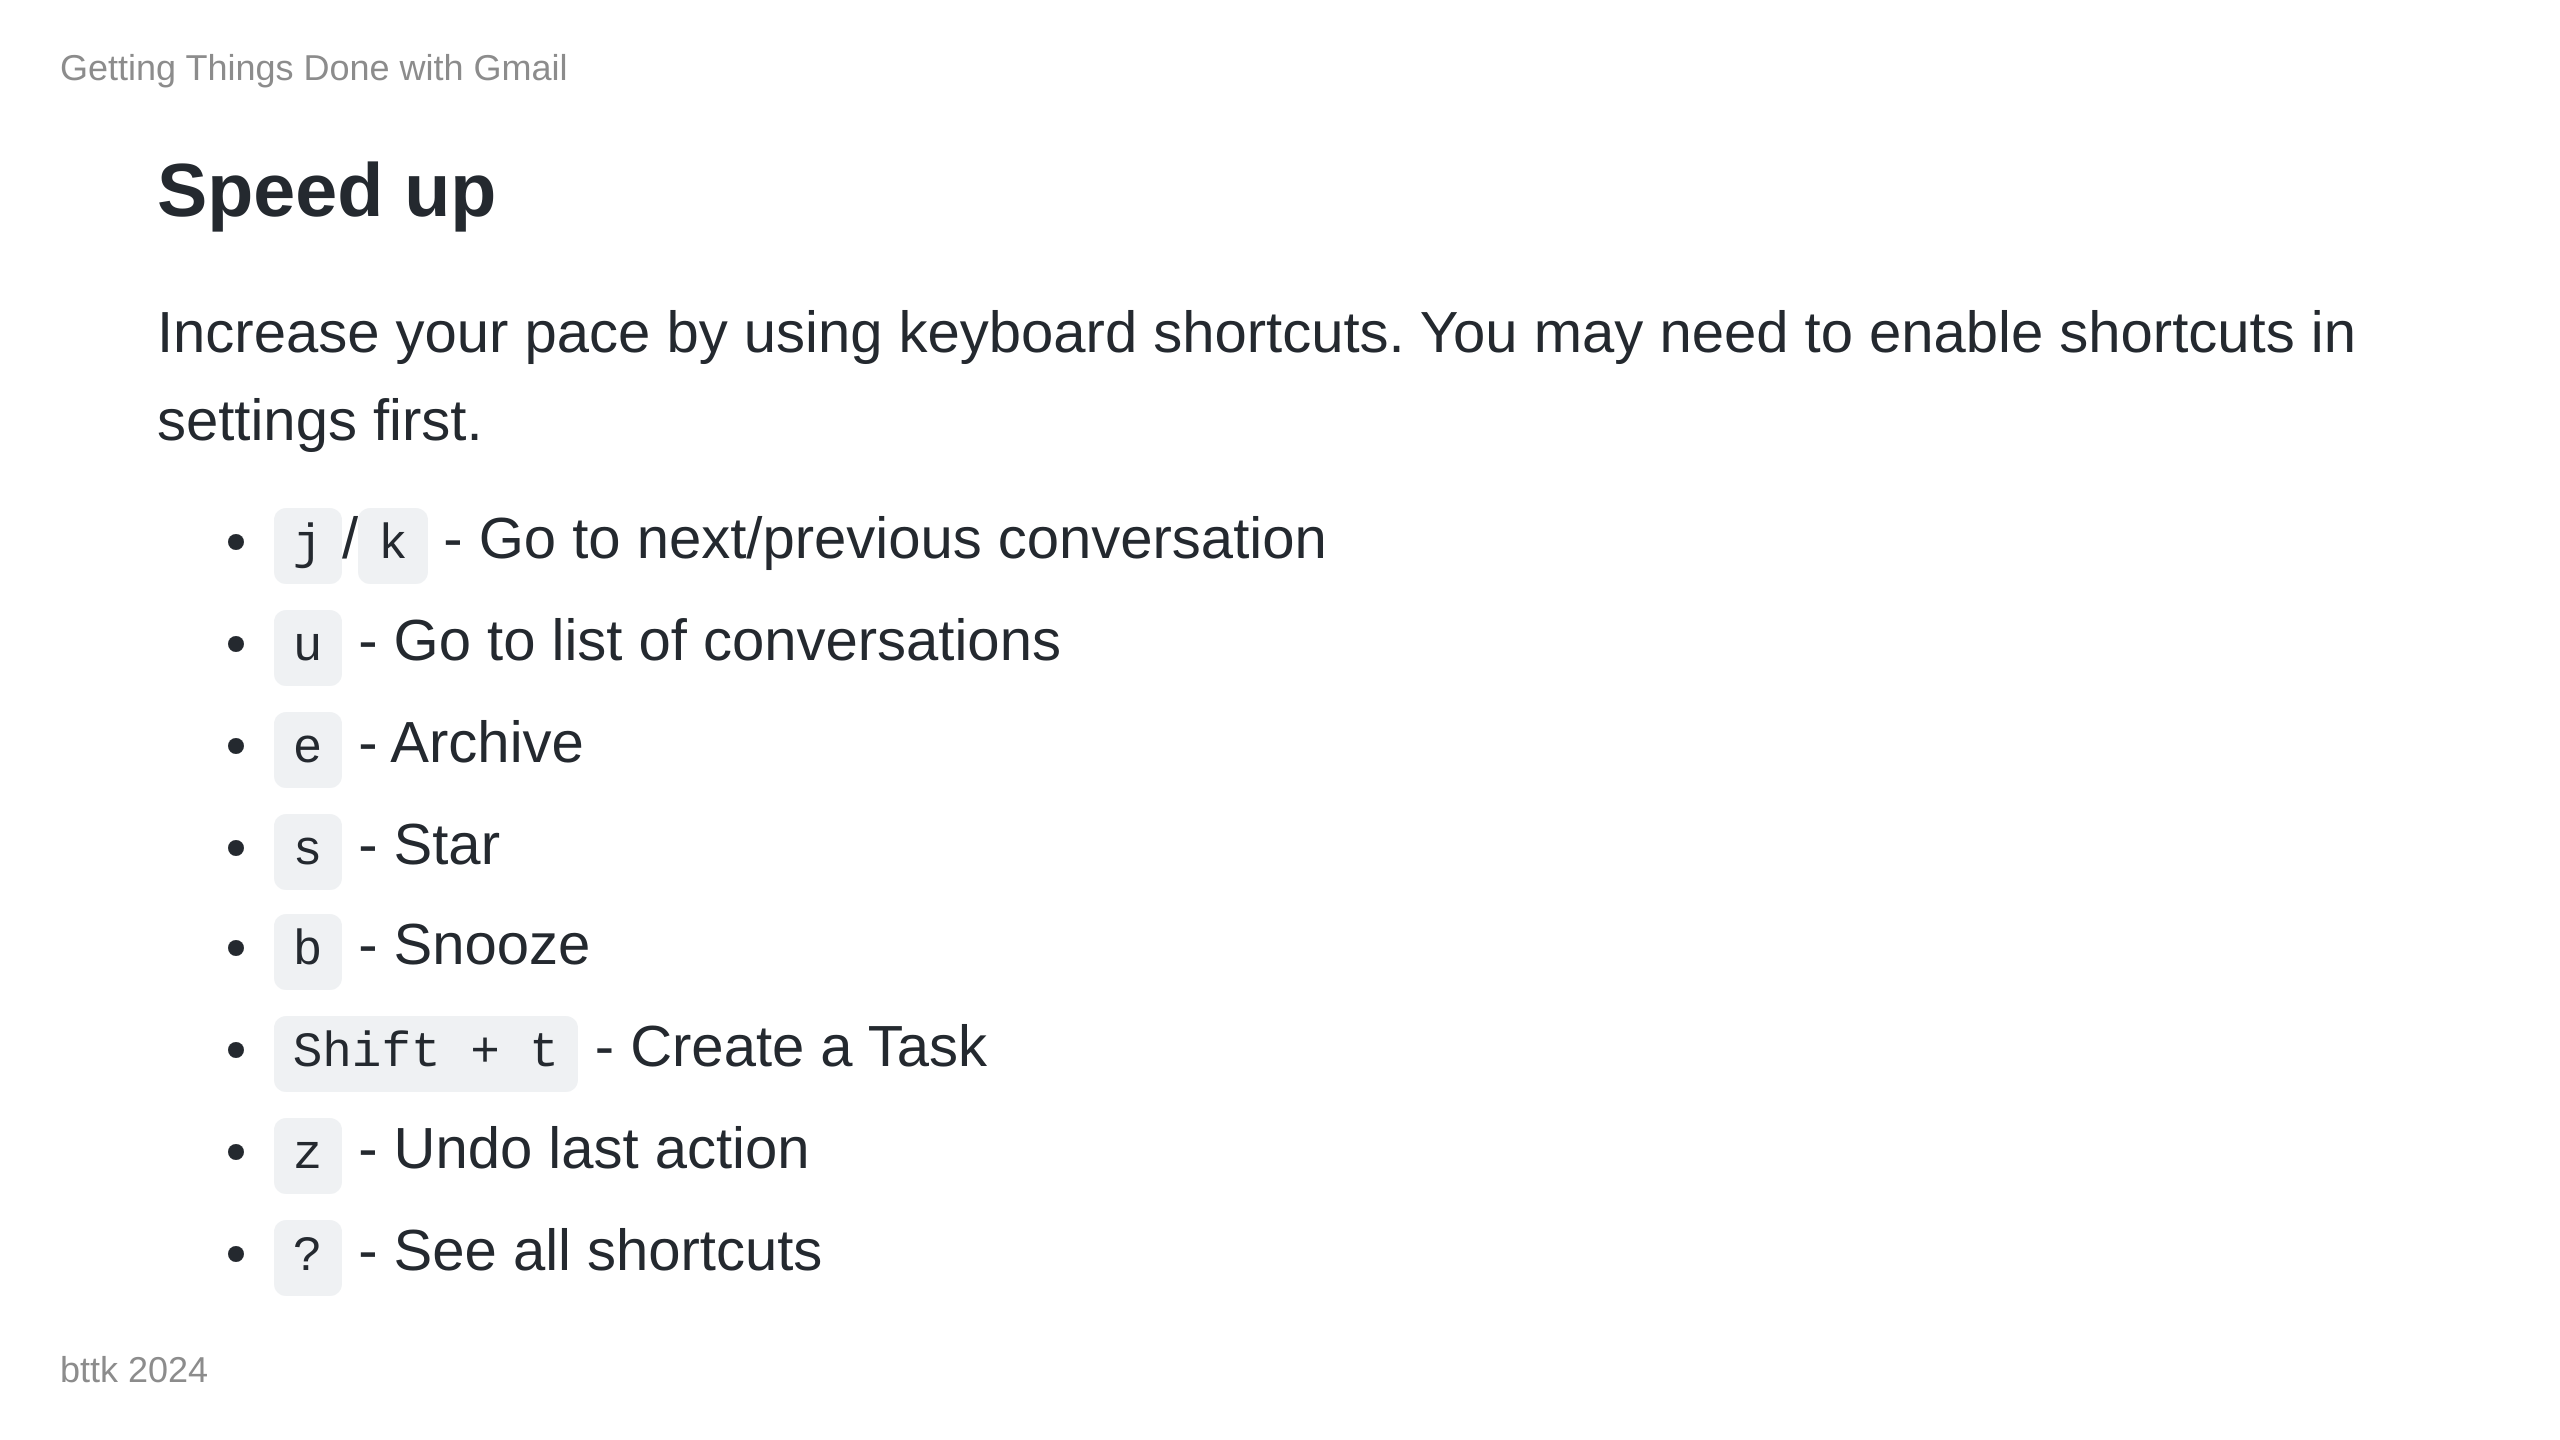 Getting Things Done with Gmail
Speed up
Increase your pace by using keyboard shortcuts. You may need to enable shortcuts in
settings first.
• j/k - Go to next/previous conversation
• u - Go to list of conversations
• e - Archive
• s - Star
• b - Snooze
• Shift + t - Create a Task
• z - Undo last action
• ? - See all shortcuts
bttk 2024